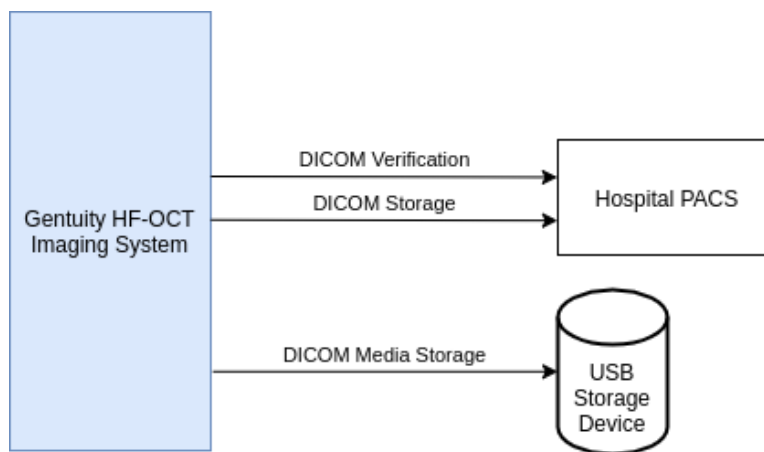 Gentuity HF-OCT
Imaging System
DICOM Verification
DICOM Storage
Hospital PACS
DICOM Media Storage
USB
Storage
Device